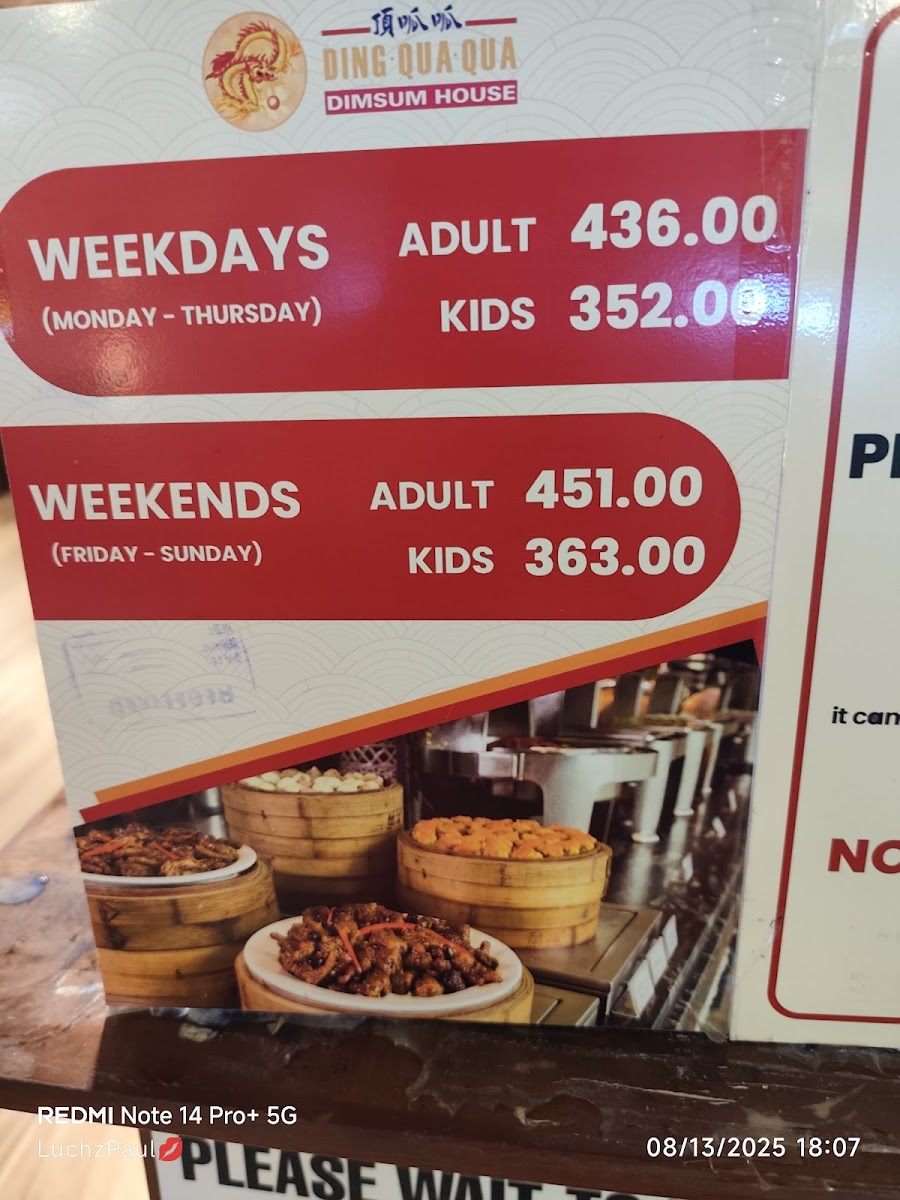 頂呱呱
DING·QUA·QUA
DIMSUM HOUSE
WEEKDAYS
(MONDAY - THURSDAY)
ADULT 436.00
KIDS 352.00
WEEKENDS
(FRIDAY - SUNDAY)
ADULT 451.00
KIDS 363.00
it can
REDMI Note 14 Pro+ 5G
LuchzPaul💋
08/13/2025 18:07
PLEASE WAIT TO